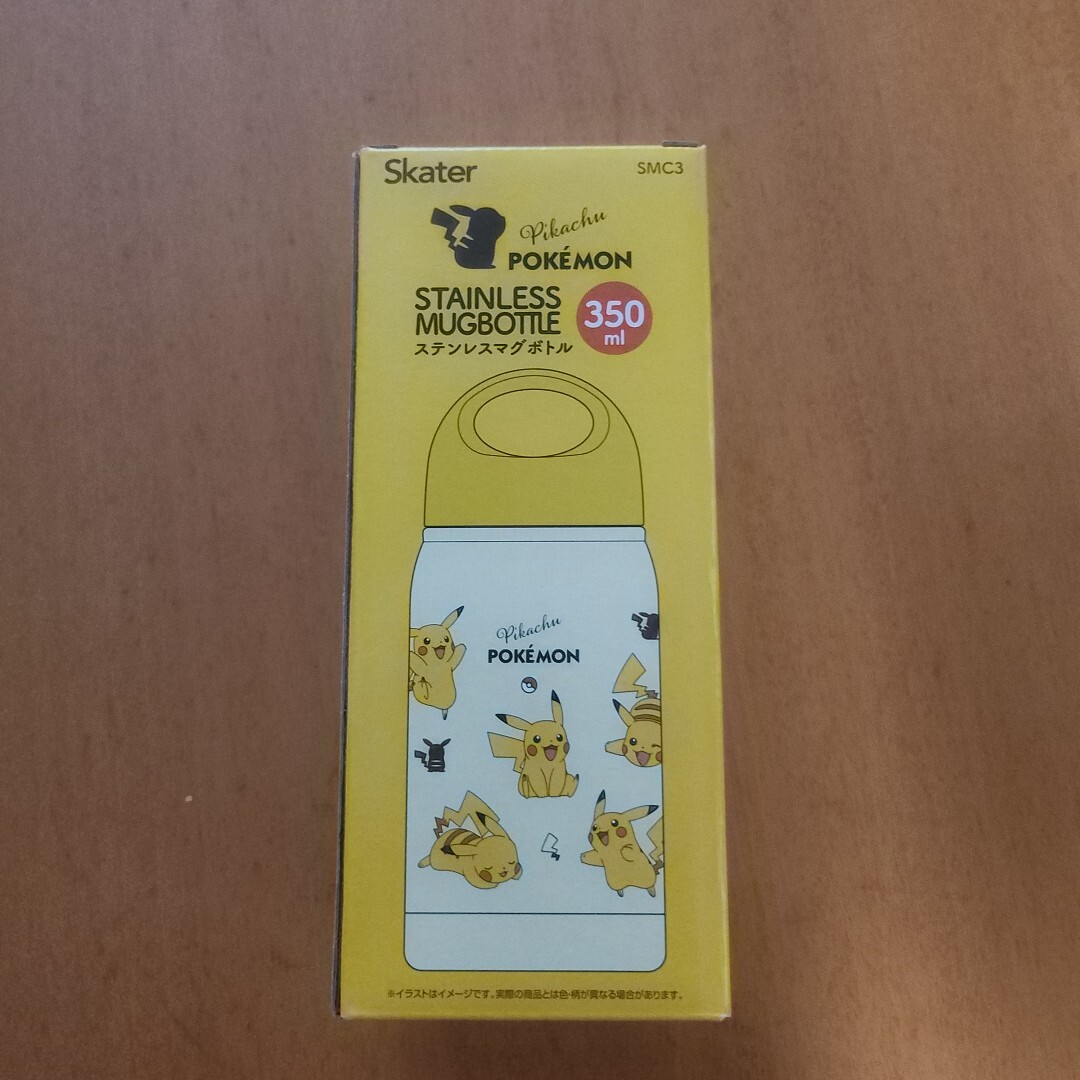 Skater
SMC3
Pikachu
POKÉMON
STAINLESS
MUGBOTTLE
350
ml
ステンレスマグボトル
Pikachu
POKÉMON
※イラストはイメージです。実際の商品とは色・柄が異なる場合があります。